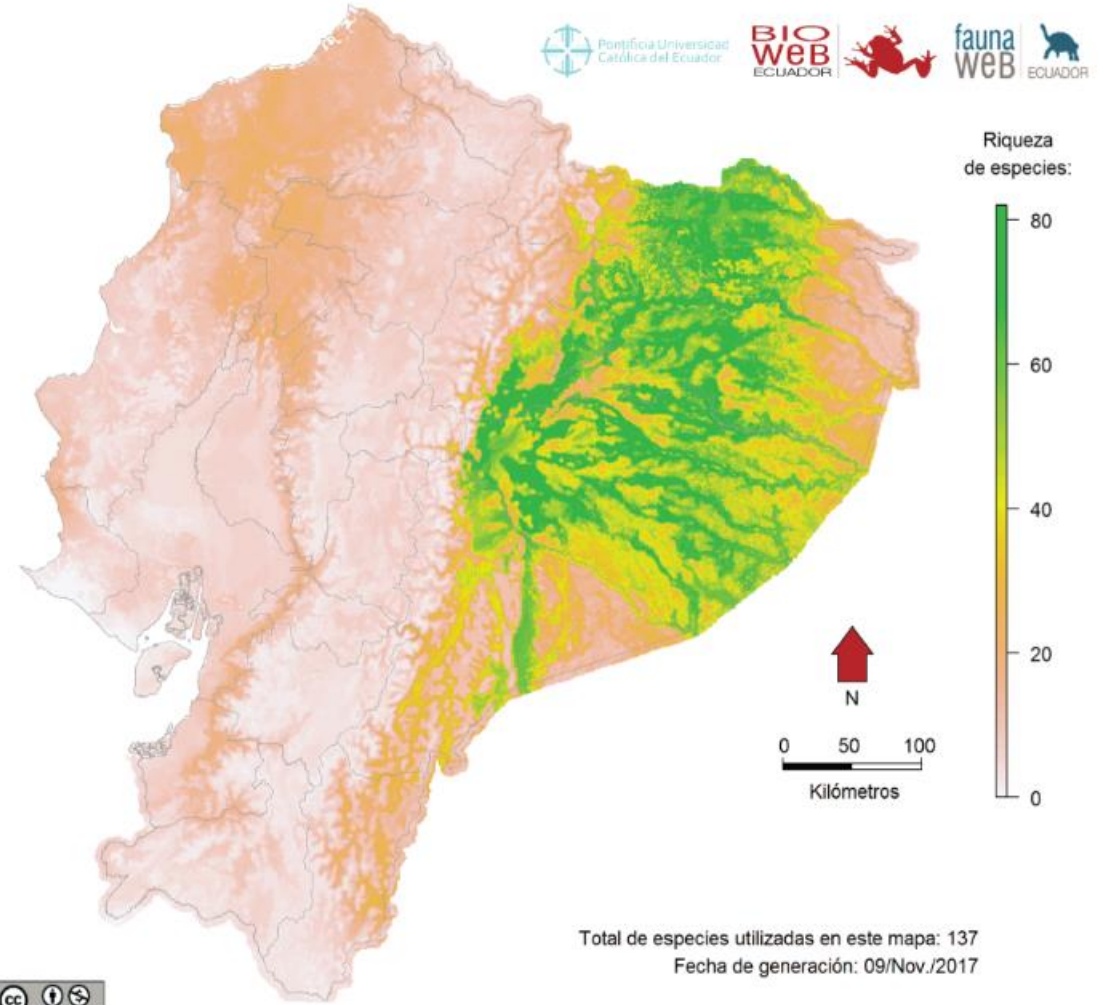 Pontificia Universidad
Católica del Ecuador
BIO
WEB
ECUADOR
fauna
WEB
ECUADOR
Riqueza
de especies:
80
60
40
20
0
N
0 50 100
Kilómetros
Total de especies utilizadas en este mapa: 137
Fecha de generación: 09/Nov./2017
cc